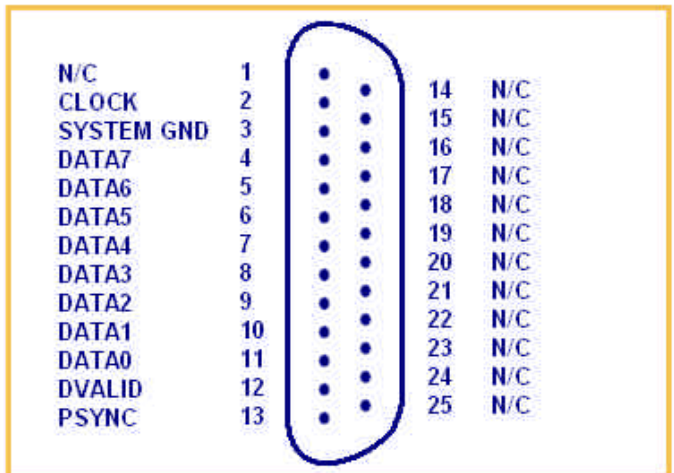 N/C 1
CLOCK 2
SYSTEM GND 3
DATA7 4
DATA6 5
DATA5 6
DATA4 7
DATA3 8
DATA2 9
DATA1 10
DATA0 11
DVALID 12
PSYNC 13
14 N/C
15 N/C
16 N/C
17 N/C
18 N/C
19 N/C
20 N/C
21 N/C
22 N/C
23 N/C
24 N/C
25 N/C